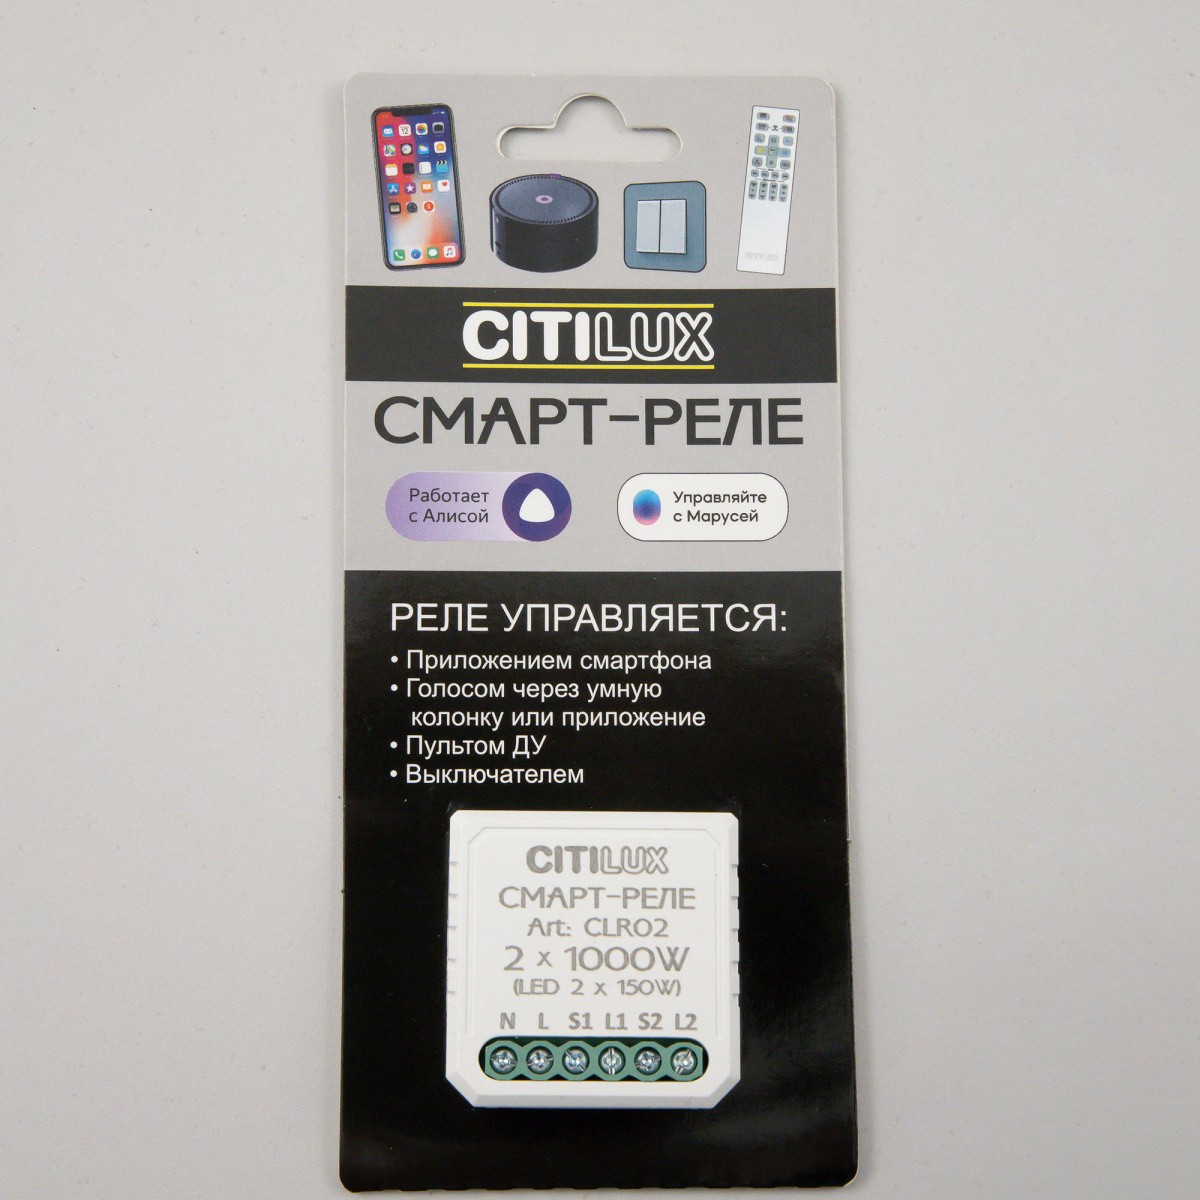 CITILUX
СМАРТ-РЕЛЕ
Работает
с Алисой
Управляйте
с Марусей
РЕЛЕ УПРАВЛЯЕТСЯ:
• Приложением смартфона
• Голосом через умную
колонку или приложение
• Пультом ДУ
• Выключателем
CITILUX
СМАРТ-РЕЛЕ
Art: CLR02
2 x 1000W
(LED 2 x 150W)
N L S1 L1 S2 L2